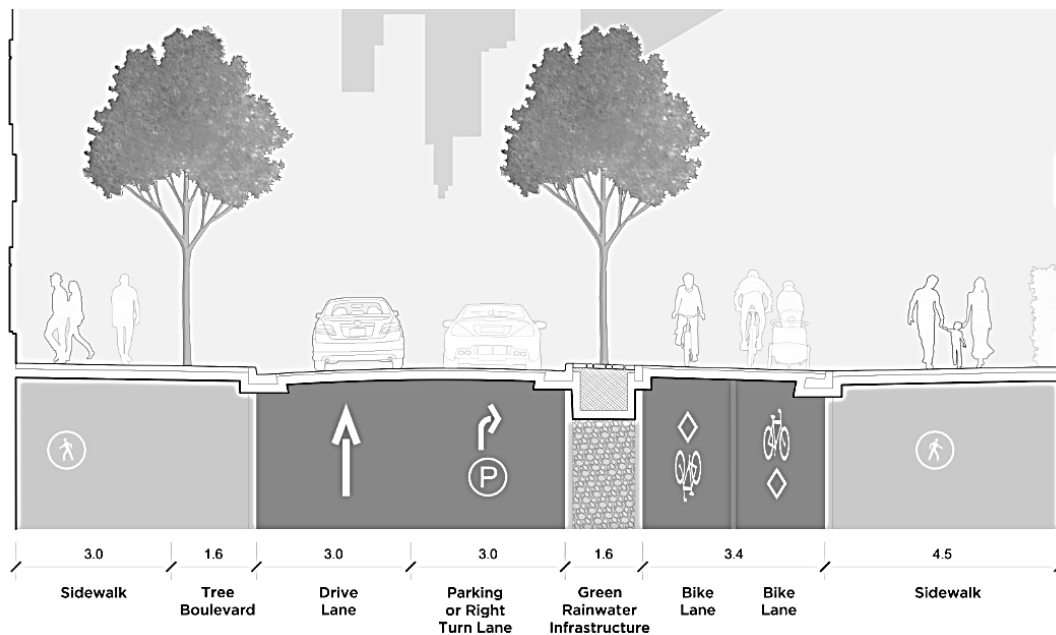 P
3.0 1.6 3.0 3.0 1.6 3.4 4.5
Sidewalk
Tree
Boulevard
Drive
Lane
Parking
or Right
Turn Lane
Green
Rainwater
Infrastructure
Bike
Lane
Bike
Lane
Sidewalk